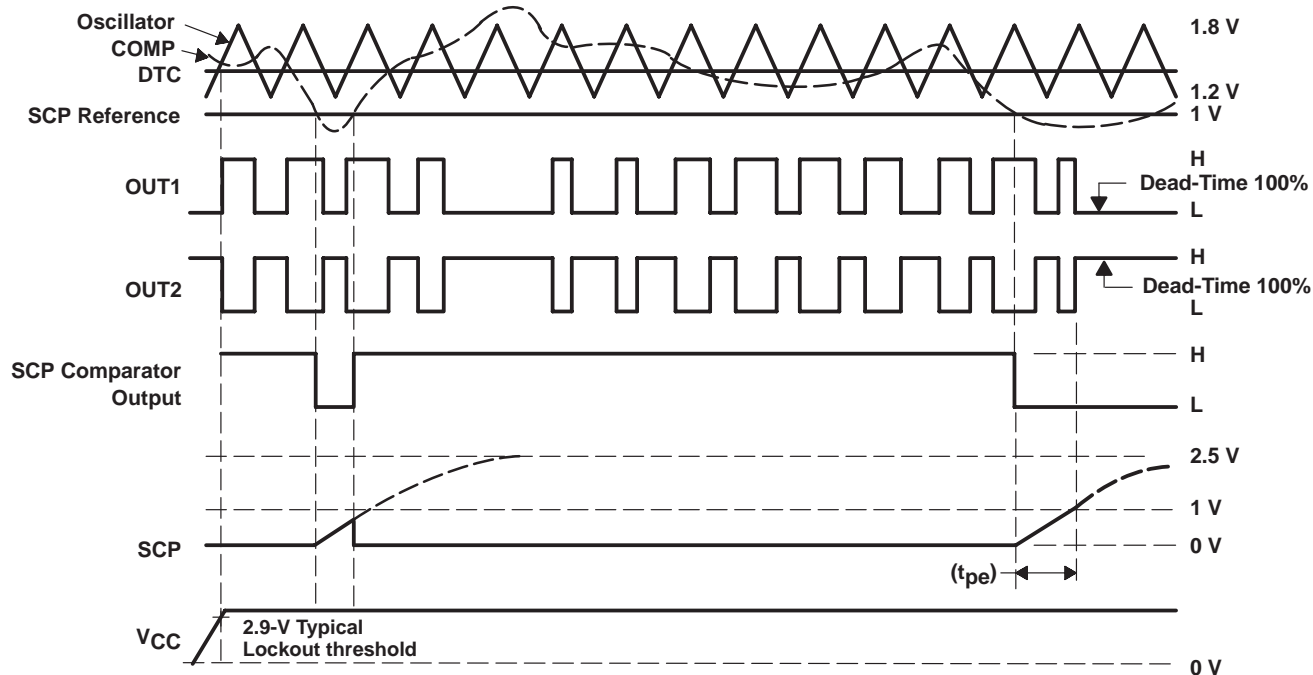 Oscillator
1.8 V
COMP
DTC
1.2 V
SCP Reference
1 V
H
Dead-Time 100%
OUT1
L
H
OUT2
Dead-Time 100%
L
H
SCP Comparator
Output
L
2.5 V
1 V
SCP
0 V
(tpe)
2.9-V Typical
Lockout threshold
VCC
0 V